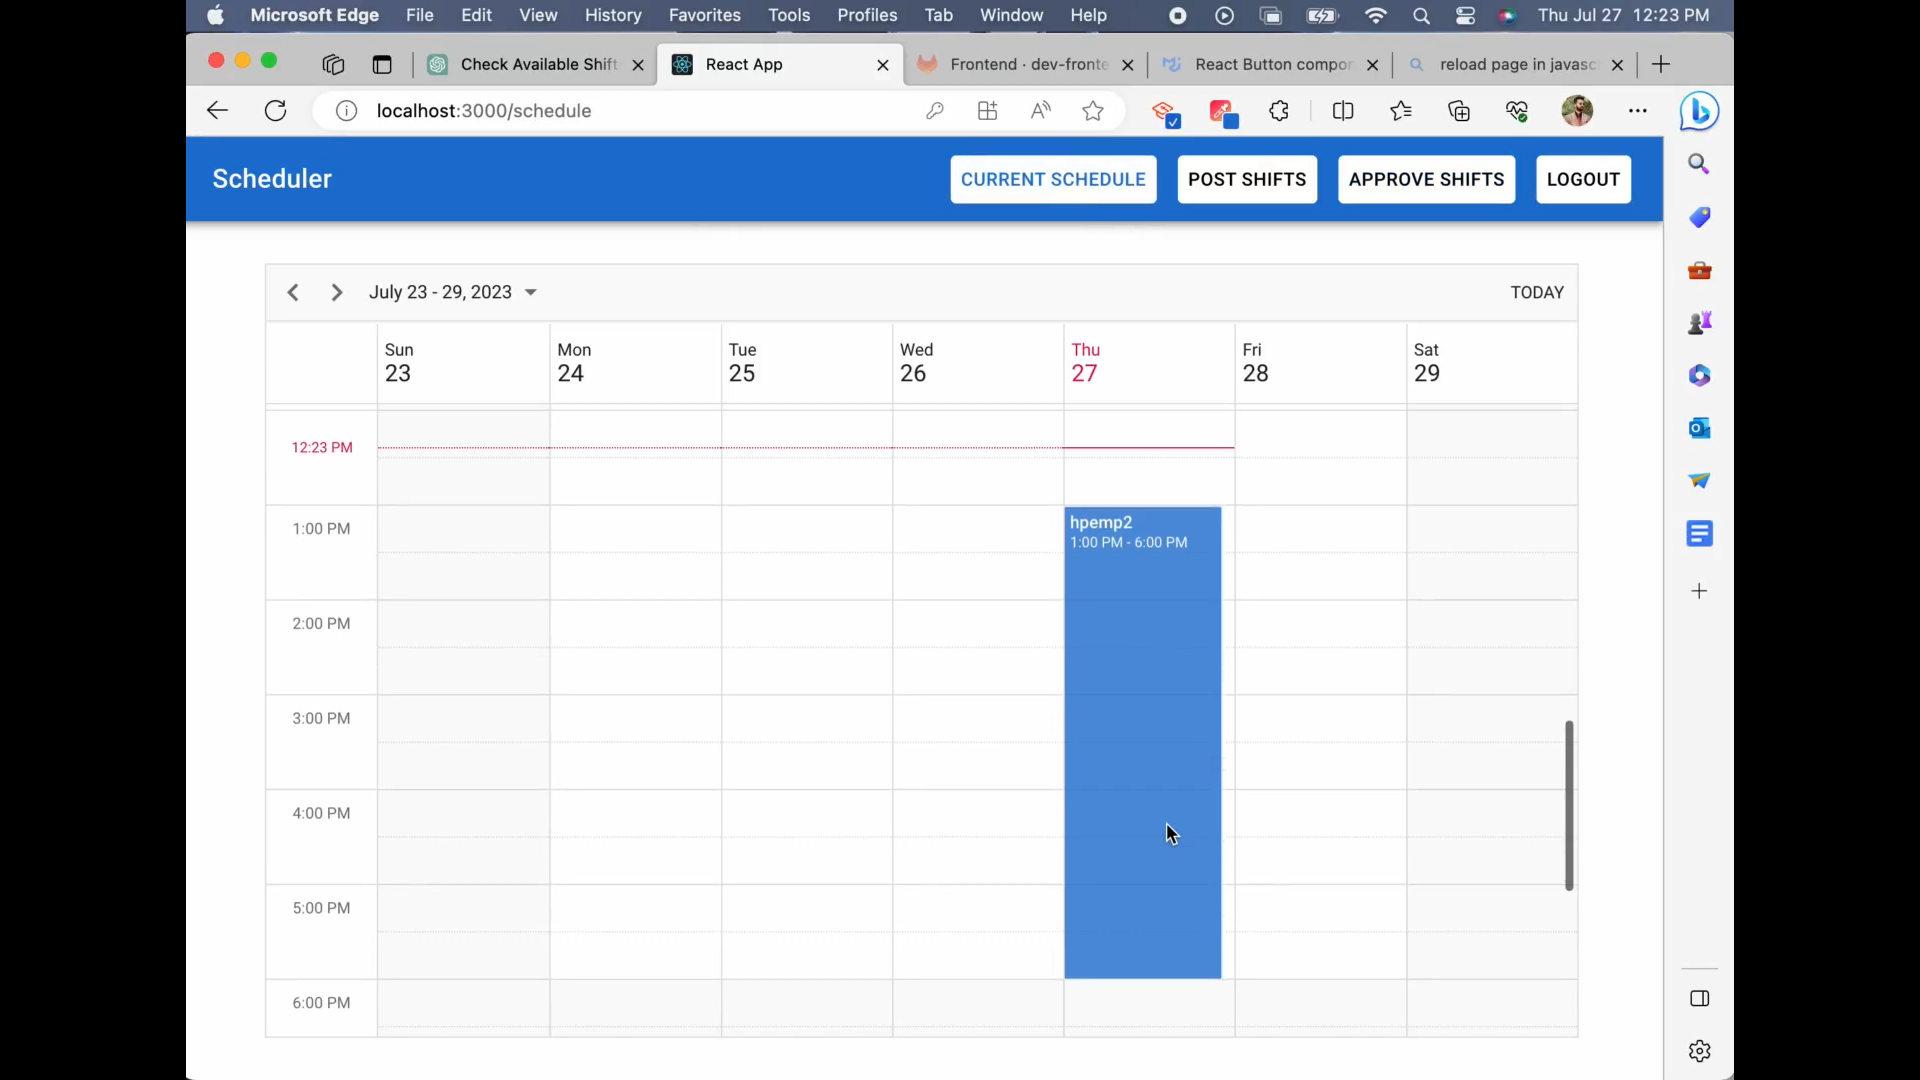 Microsoft Edge File Edit View History Favorites Tools Profiles Tab Window Help Thu Jul 27 12:23 PM
Check Available Shift React App Frontend · dev-fronte React Button compor reload page in javasc
localhost:3000/schedule
Scheduler CURRENT SCHEDULE POST SHIFTS APPROVE SHIFTS LOGOUT
July 23 - 29, 2023 TODAY
Sun Mon Tue Wed Thu Fri Sat
23 24 25 26 27 28 29
12:23 PM
hpemp2
1:00 PM
1:00 PM - 6:00 PM
2:00 PM
3:00 PM
4:00 PM
5:00 PM
6:00 PM